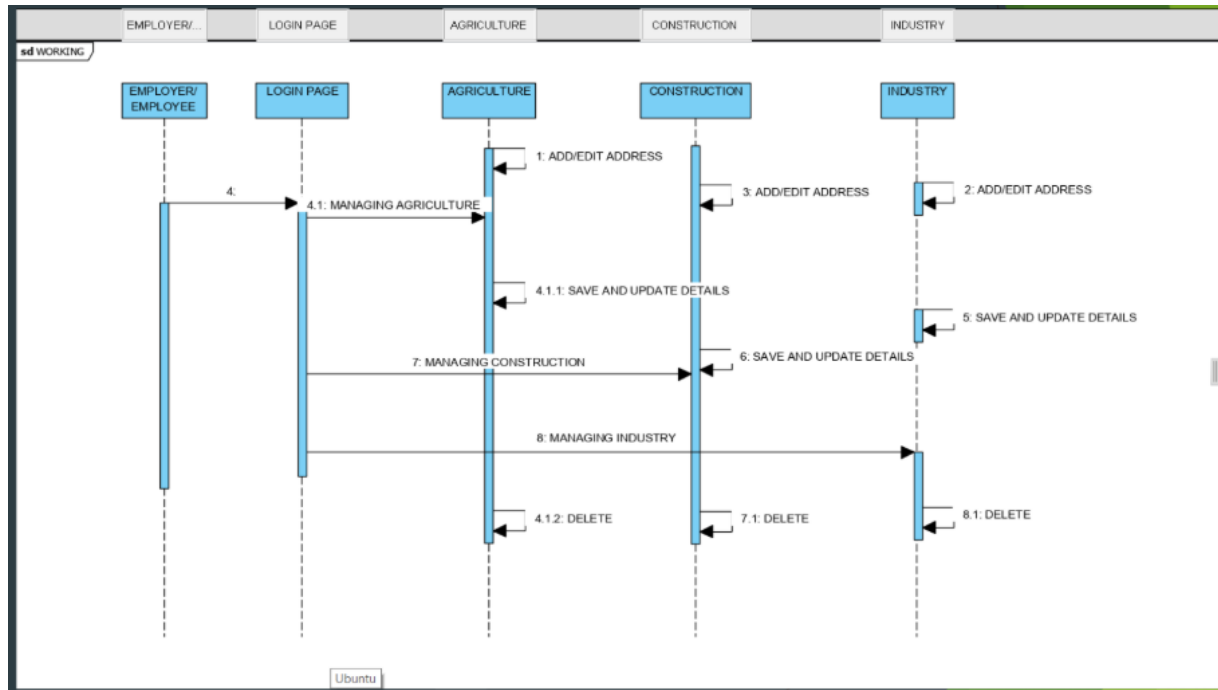 EMPLOYER/...
LOGIN PAGE
AGRICULTURE
CONSTRUCTION
INDUSTRY
sd WORKING
EMPLOYER/
EMPLOYEE
LOGIN PAGE
AGRICULTURE
CONSTRUCTION
INDUSTRY
1: ADD/EDIT ADDRESS
4:
3: ADD/EDIT ADDRESS
2: ADD/EDIT ADDRESS
4.1: MANAGING AGRICULTURE
4.1.1: SAVE AND UPDATE DETAILS
5: SAVE AND UPDATE DETAILS
7: MANAGING CONSTRUCTION
6: SAVE AND UPDATE DETAILS
8: MANAGING INDUSTRY
4.1.2: DELETE
7.1: DELETE
8.1: DELETE
Ubuntu